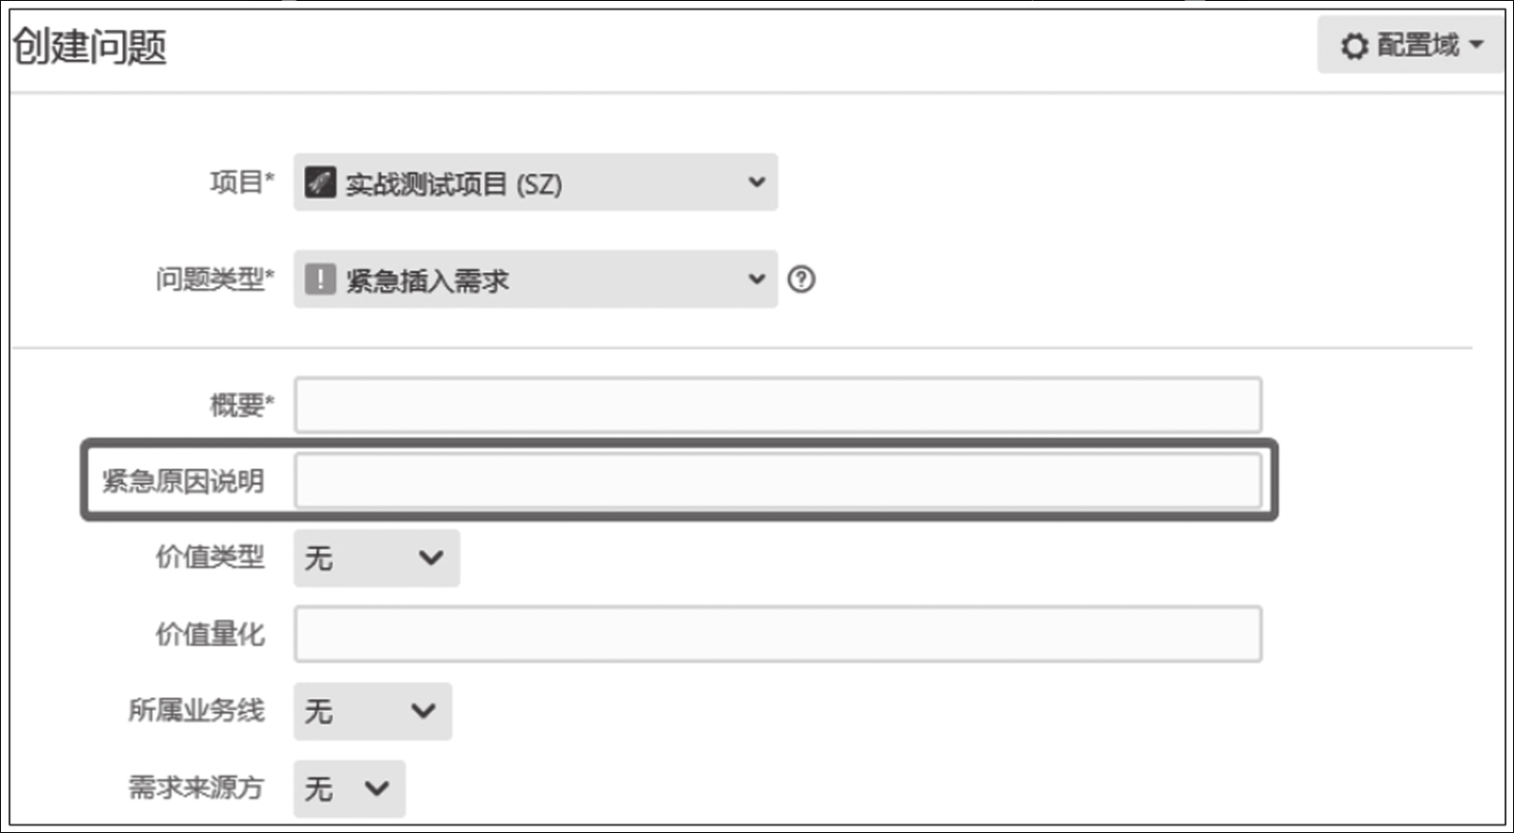 创建问题
配置域
项目*
实战测试项目 (SZ)
问题类型*
紧急插入需求
概要*
紧急原因说明
价值类型
无
价值量化
所属业务线
无
需求来源方
无